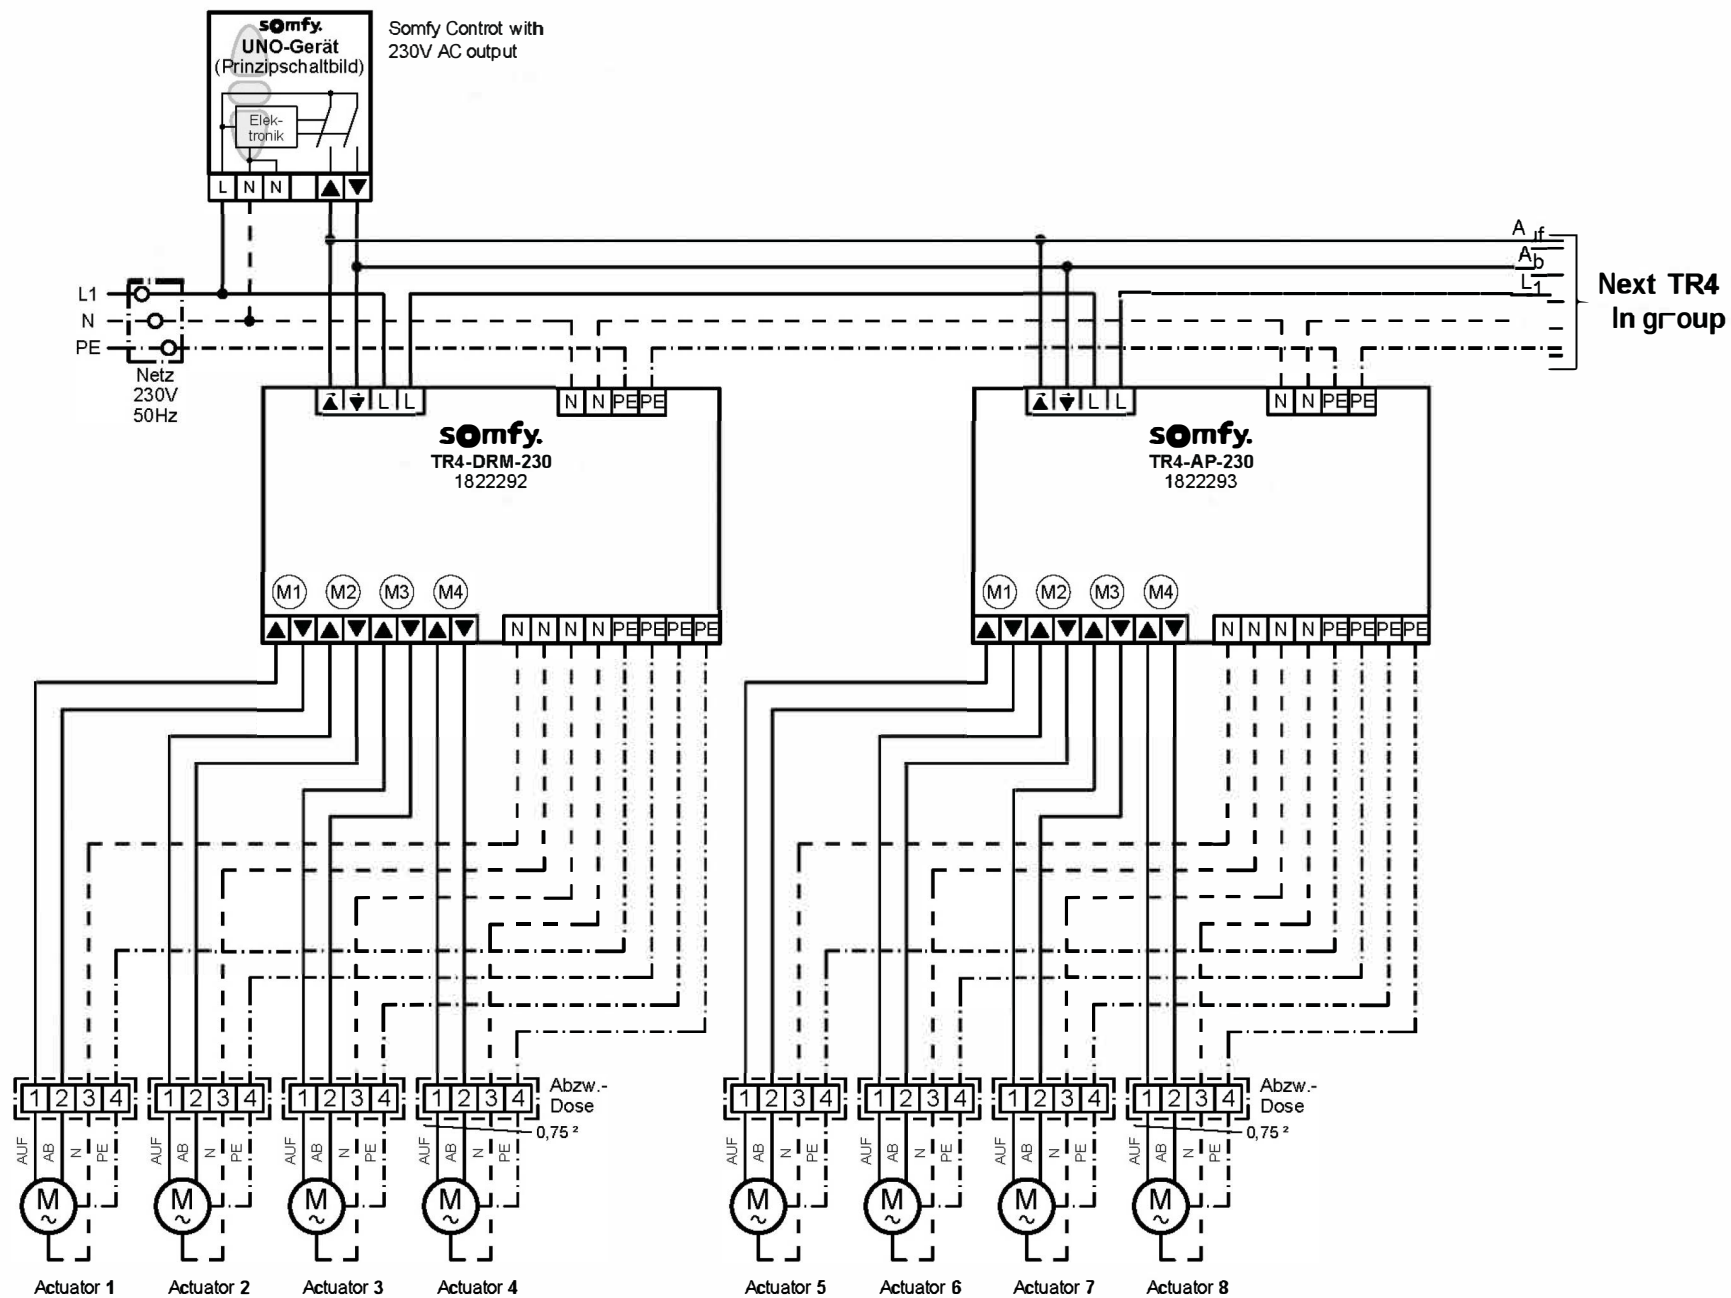 somfy.
UNO-Gerät
(Prinzipschaltbild)
Elek-
tronik
L N N ▲ ▼
Somfy Controt with
230V AC output
Auf
Ab
L1
Next TR4
In group
L1
N
PE
Netz
230V
50Hz
▲ ▼ L L N N PE PE
somfy.
TR4-DRM-230
1822292
M1 M2 M3 M4
▲ ▼ ▲ ▼ ▲ ▼ ▲ ▼ N N N N PE PE PE PE
▲ ▼ L L N N PE PE
somfy.
TR4-AP-230
1822293
M1 M2 M3 M4
▲ ▼ ▲ ▼ ▲ ▼ ▲ ▼ N N N N PE PE PE PE
1 2 3 4 1 2 3 4 1 2 3 4 1 2 3 4
Abzw.-
Dose
0,75 ²
AUF AB N PE AUF AB N PE AUF AB N PE AUF AB N PE
M ~ M ~ M ~ M ~
Actuator 1 Actuator 2 Actuator 3 Actuator 4
1 2 3 4 1 2 3 4 1 2 3 4 1 2 3 4
Abzw.-
Dose
0,75 ²
AUF AB N PE AUF AB N PE AUF AB N PE AUF AB N PE
M ~ M ~ M ~ M ~
Actuator 5 Actuator 6 Actuator 7 Actuator 8